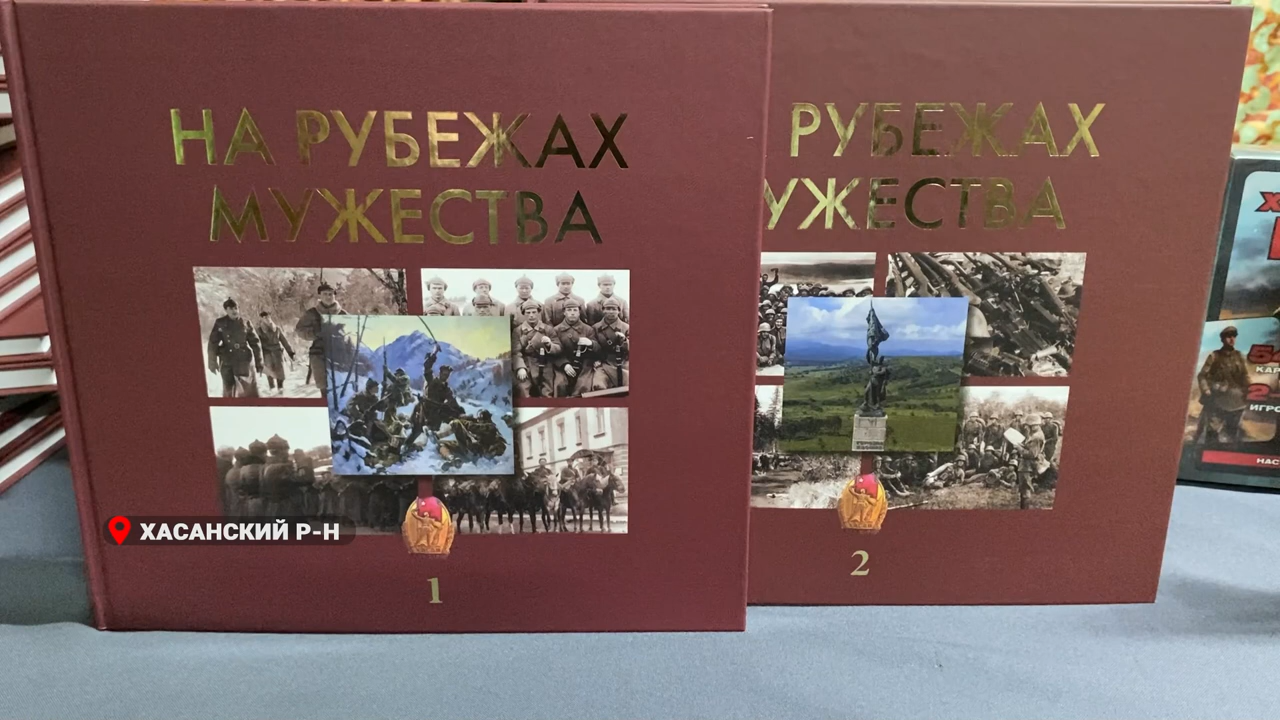 НА РУБЕЖАХ
МУЖЕСТВА
1
РУБЕЖАХ
УЖЕСТВА
2
ХАСАНСКИЙ Р-Н